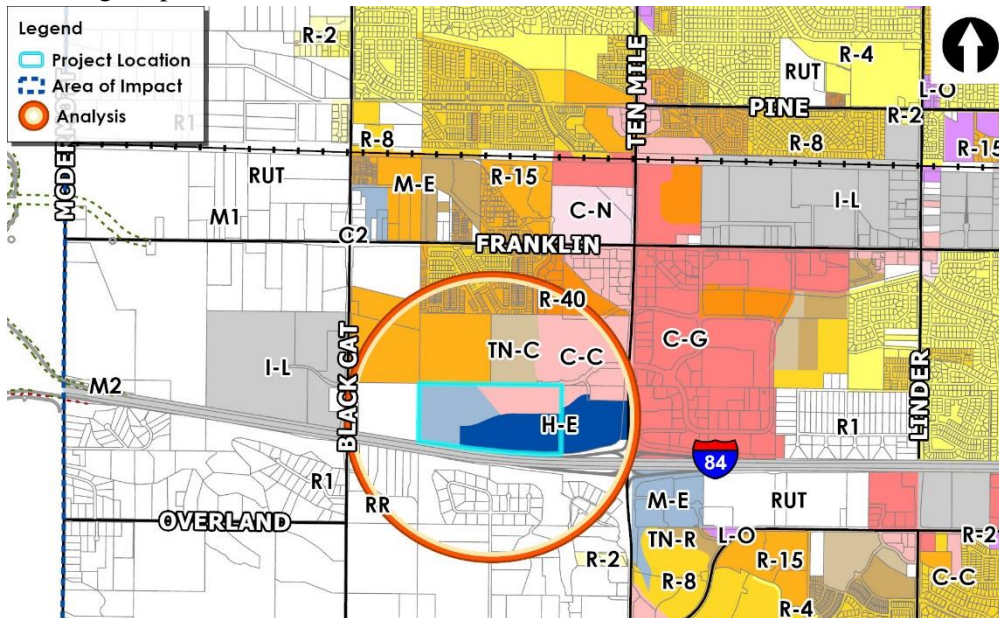 Legend
Project Location
Area of Impact
Analysis
R-2
R-4
RUT
L-O
TEN MILE
PINE
R-2
MCDERMOTT
R1
R-8
R-8
R-15
RUT
M-E
R-15
I-L
M1
C-N
C2
FRANKLIN
R-40
TN-C
C-C
C-G
I-L
M2
BLACK CAT
H-E
R1
LINDER
84
R1
RR
M-E
RUT
OVERLAND
TN-R
L-O
R-2
R-2
R-15
R-8
C-C
R-4